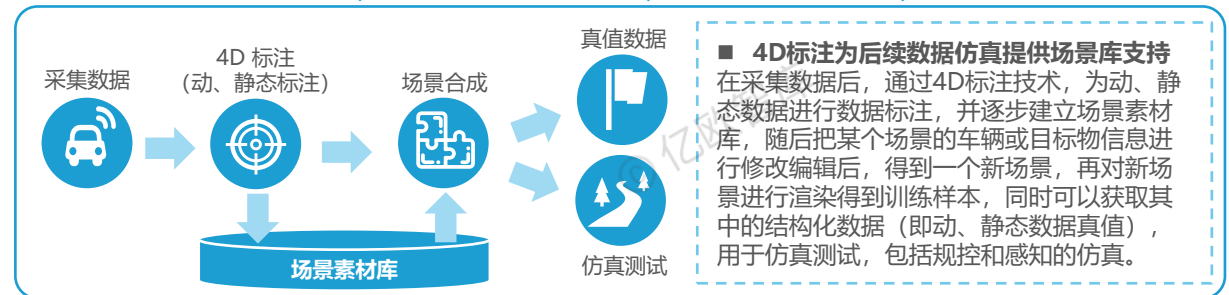 采集数据
4D 标注
（动、静态标注）
场景合成
真值数据
仿真测试
场景素材库
■ 4D标注为后续数据仿真提供场景库支持
在采集数据后，通过4D标注技术，为动、静
态数据进行数据标注，并逐步建立场景素材
库，随后把某个场景的车辆或目标物信息进
行修改编辑后，得到一个新场景，再对新场
景进行渲染得到训练样本，同时可以获取其
中的结构化数据（即动、静态数据真值），
用于仿真测试，包括规控和感知的仿真。